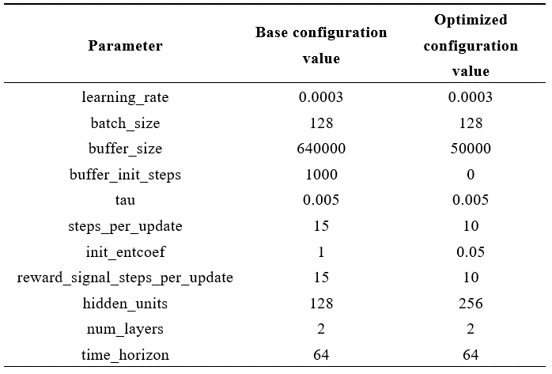 Parameter Base configuration value Optimized configuration value
learning_rate 0.0003 0.0003
batch_size 128 128
buffer_size 640000 50000
buffer_init_steps 1000 0
tau 0.005 0.005
steps_per_update 15 10
init_entcoef 1 0.05
reward_signal_steps_per_update 15 10
hidden_units 128 256
num_layers 2 2
time_horizon 64 64